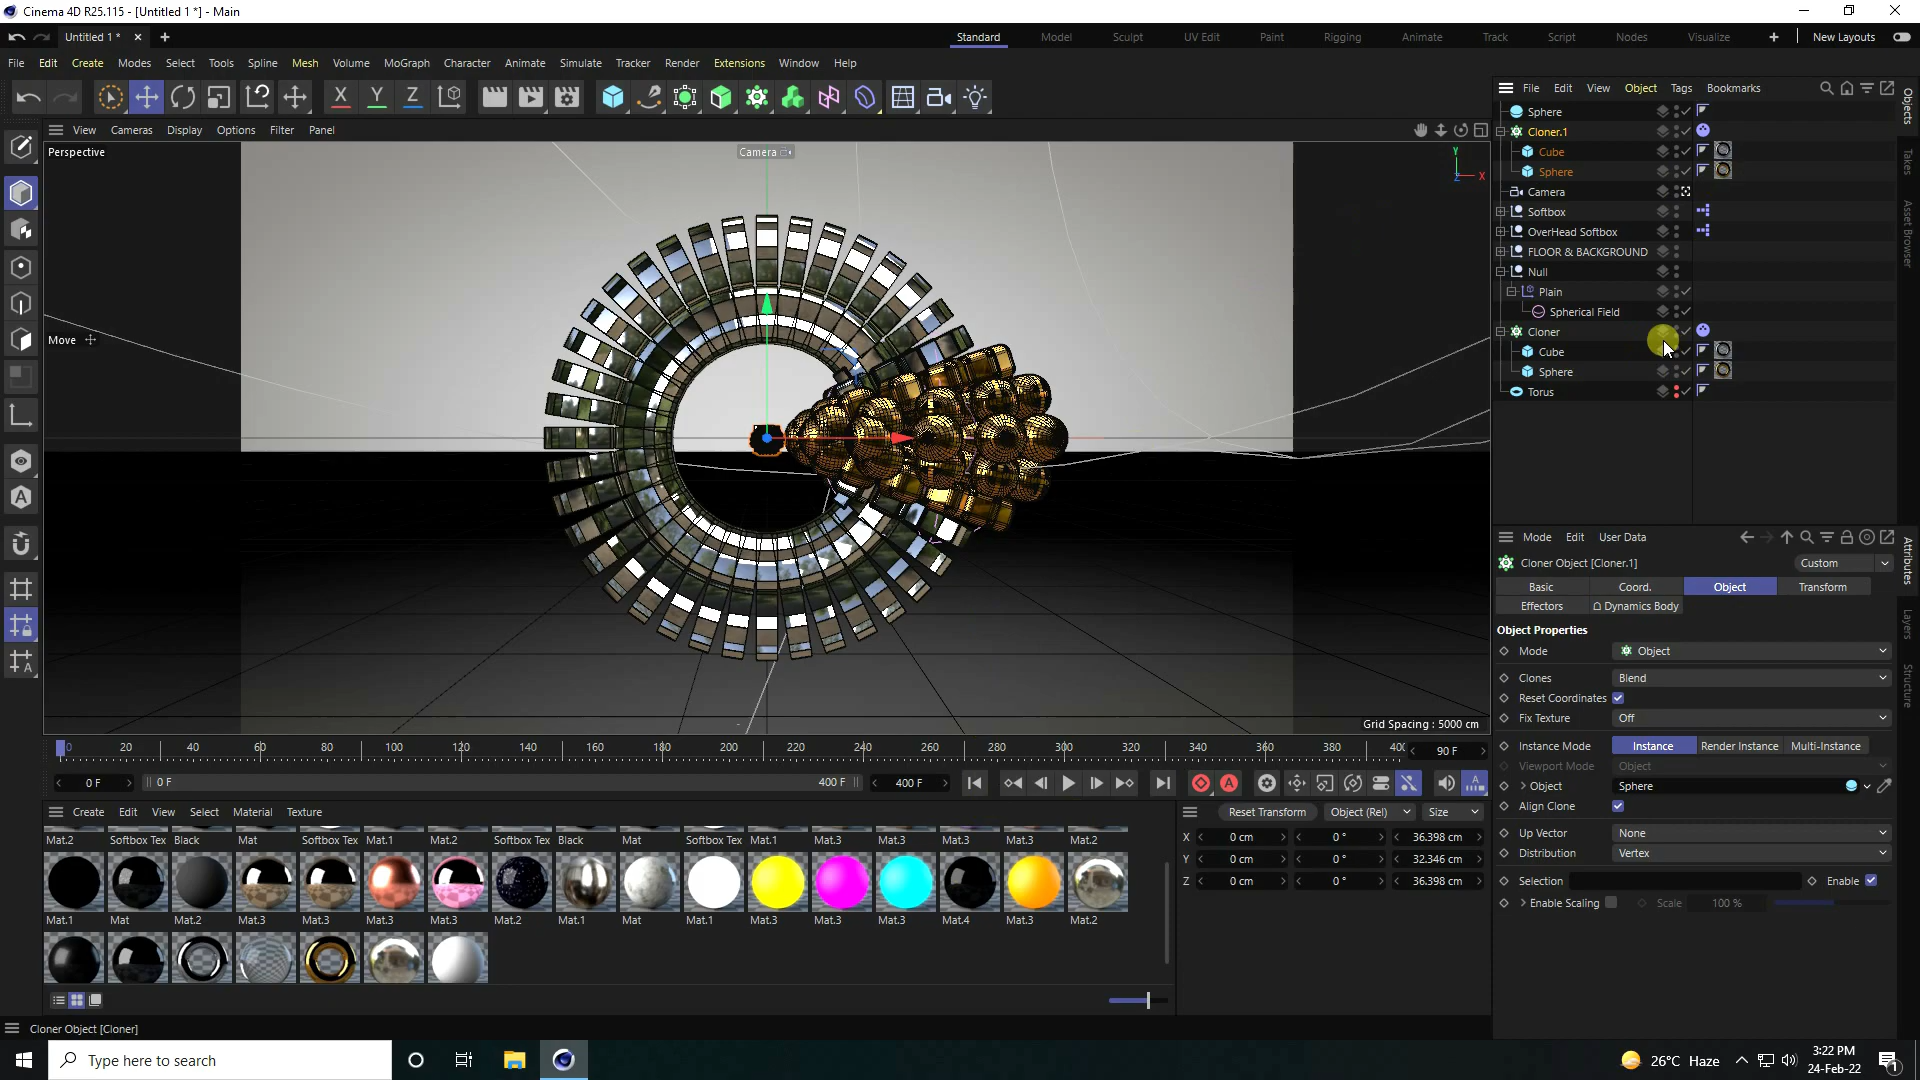 Cinema 4D R25.115 - [Untitled 1 *] - Main
Untitled 1 *
Standard Model Sculpt UV Edit Paint Rigging Animate Track Script Nodes Visualize New Layouts
File Edit Create Modes Select Tools Spline Mesh Volume MoGraph Character Animate Simulate Tracker Render Extensions Window Help
X Y Z
File Edit View Object Tags Bookmarks
View Cameras Display Options Filter Panel
Perspective
Camera
Y
X
Z
Move
Grid Spacing : 5000 cm
Sphere
Cloner.1
Cube
Sphere
Camera
Softbox
OverHead Softbox
FLOOR & BACKGROUND
Null
Plain
Spherical Field
Cloner
Cube
Sphere
Torus
Objects
Takes
Asset Browser
Mode Edit User Data
Cloner Object [Cloner.1]
Custom
Basic Coord. Object Transform
Effectors Dynamics Body
Object Properties
Mode Object
Clones Blend
Reset Coordinates
Fix Texture Off
Instance Mode Instance Render Instance Multi-Instance
Viewport Mode Object
Object Sphere
Align Clone
Up Vector None
Distribution Vertex
Selection Enable
Enable Scaling Scale 100 %
Attributes
Layers
Structure
0 20 40 60 80 100 120 140 160 180 200 220 240 260 280 300 320 340 360 380 40( 90 F
0 F 0 F 400 F 400 F
Create Edit View Select Material Texture
Mat.2 Softbox Tex Black Mat Softbox Tex Mat.1 Mat.2 Softbox Tex Black Mat Softbox Tex Mat.1 Mat.3 Mat.3 Mat.3 Mat.3 Mat.2
Mat.1 Mat Mat.2 Mat.3 Mat.3 Mat.3 Mat.3 Mat.2 Mat.1 Mat Mat.1 Mat.3 Mat.3 Mat.3 Mat.4 Mat.3 Mat.2
Reset Transform Object (Rel) Size
X 0 cm 0 ° 36.398 cm
Y 0 cm 0 ° 32.346 cm
Z 0 cm 0 ° 36.398 cm
Cloner Object [Cloner]
Type here to search
26°C Haze
3:22 PM
24-Feb-22
1